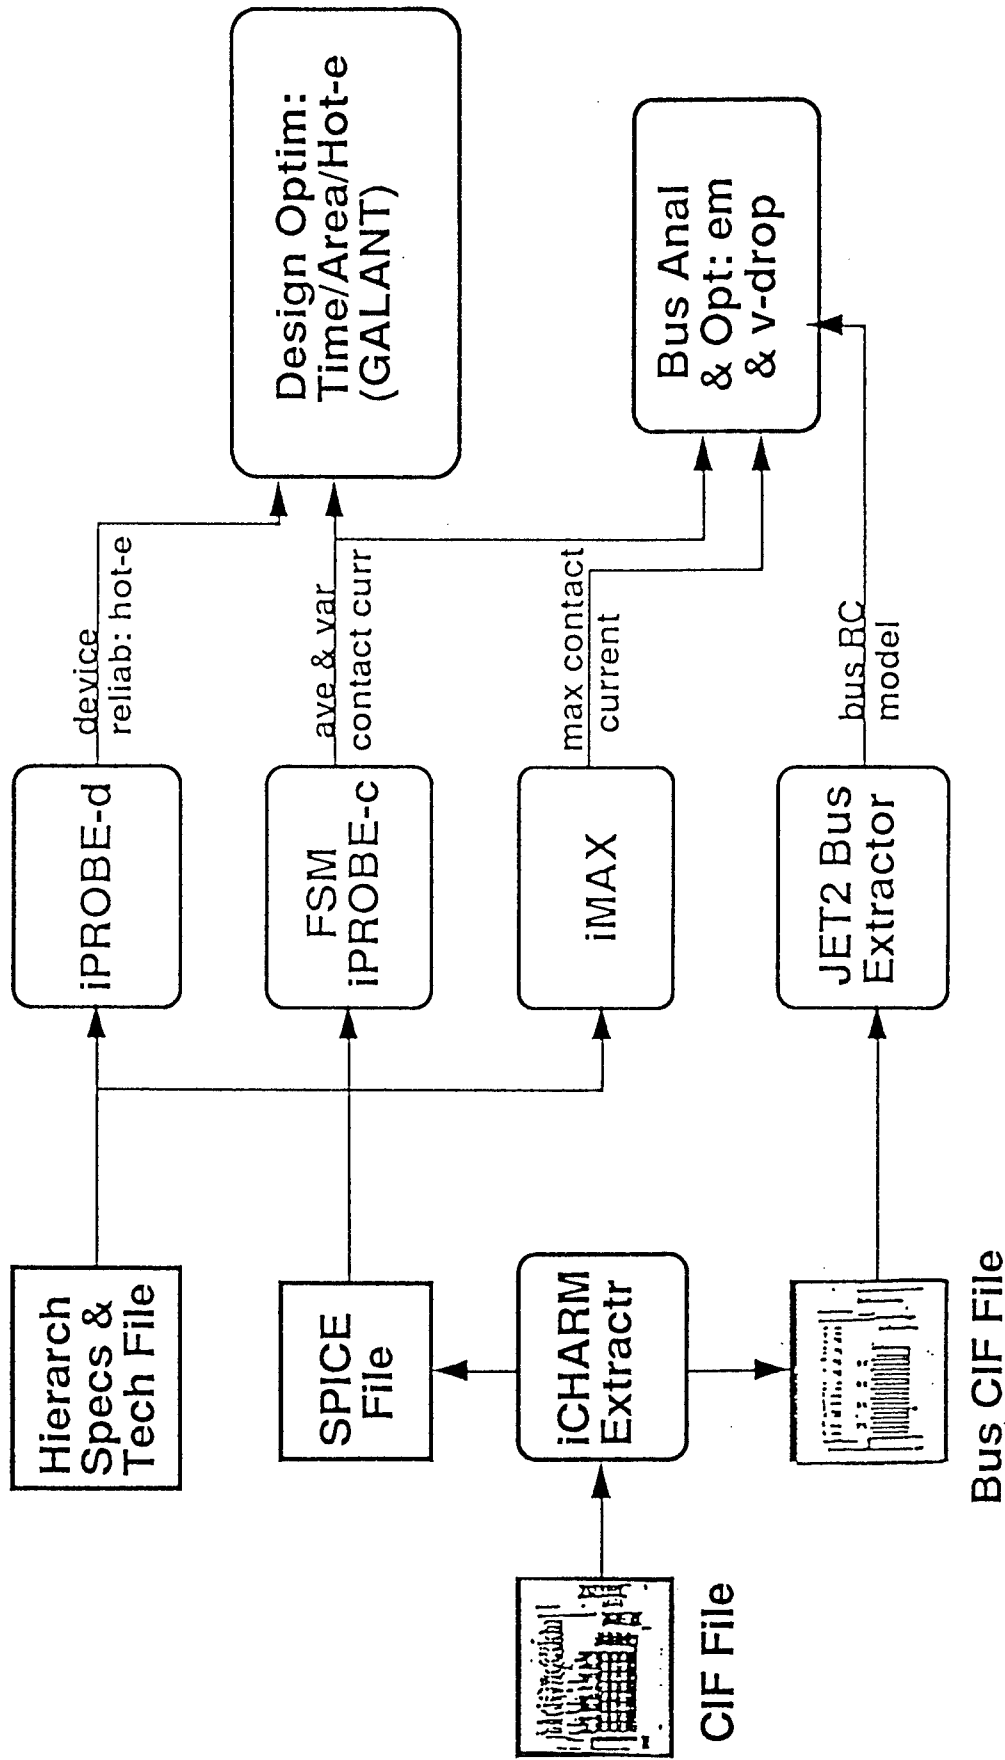 Hierarch
Specs &
Tech File
SPICE
File
CIF File
iCHARM
Extractr
Bus CIF File
iPROBE-d
FSM
iPROBE-c
iMAX
JET2 Bus
Extractor
device
reliab: hot-e
ave & var
contact curr
max contact
current
bus RC
model
Design Optim:
Time/Area/Hot-e
(GALANT)
Bus Anal
& Opt: em
& v-drop